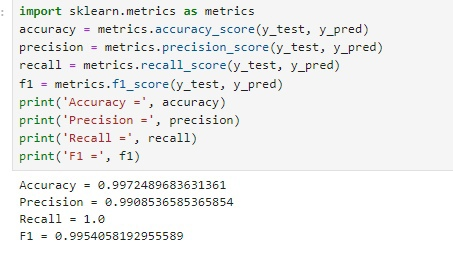 :
import sklearn.metrics as metrics
accuracy = metrics.accuracy_score(y_test, y_pred)
precision = metrics.precision_score(y_test, y_pred)
recall = metrics.recall_score(y_test, y_pred)
f1 = metrics.f1_score(y_test, y_pred)
print('Accuracy =', accuracy)
print('Precision =', precision)
print('Recall =', recall)
print('F1 =', f1)
Accuracy = 0.9972489683631361
Precision = 0.9908536585365854
Recall = 1.0
F1 = 0.9954058192955589